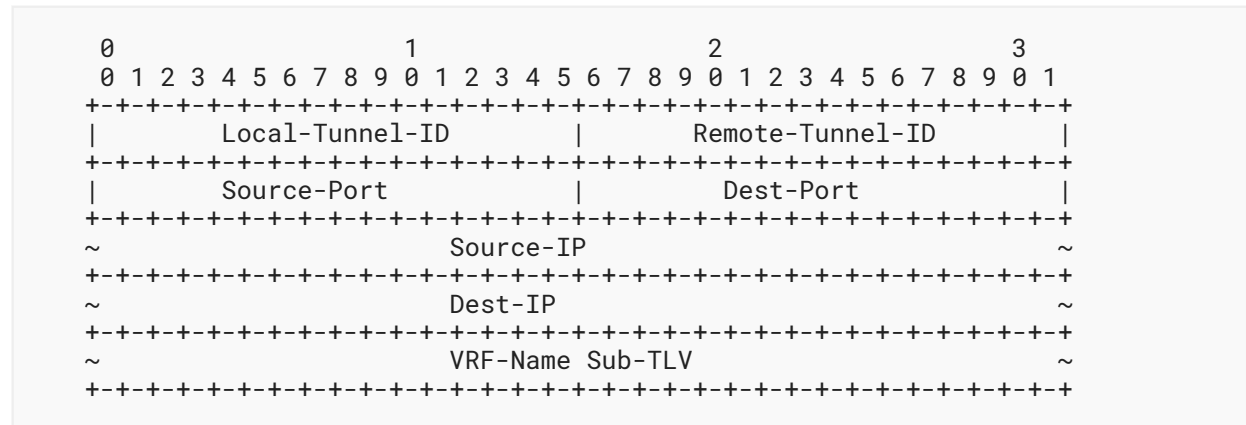 0                   1                   2                   3
 0 1 2 3 4 5 6 7 8 9 0 1 2 3 4 5 6 7 8 9 0 1 2 3 4 5 6 7 8 9 0 1
+-+-+-+-+-+-+-+-+-+-+-+-+-+-+-+-+-+-+-+-+-+-+-+-+-+-+-+-+-+-+-+-+
|        Local-Tunnel-ID        |       Remote-Tunnel-ID        |
+-+-+-+-+-+-+-+-+-+-+-+-+-+-+-+-+-+-+-+-+-+-+-+-+-+-+-+-+-+-+-+-+
|        Source-Port            |         Dest-Port             |
+-+-+-+-+-+-+-+-+-+-+-+-+-+-+-+-+-+-+-+-+-+-+-+-+-+-+-+-+-+-+-+-+
~                       Source-IP                               ~
+-+-+-+-+-+-+-+-+-+-+-+-+-+-+-+-+-+-+-+-+-+-+-+-+-+-+-+-+-+-+-+-+
~                       Dest-IP                                 ~
+-+-+-+-+-+-+-+-+-+-+-+-+-+-+-+-+-+-+-+-+-+-+-+-+-+-+-+-+-+-+-+-+
~                       VRF-Name Sub-TLV                        ~
+-+-+-+-+-+-+-+-+-+-+-+-+-+-+-+-+-+-+-+-+-+-+-+-+-+-+-+-+-+-+-+-+